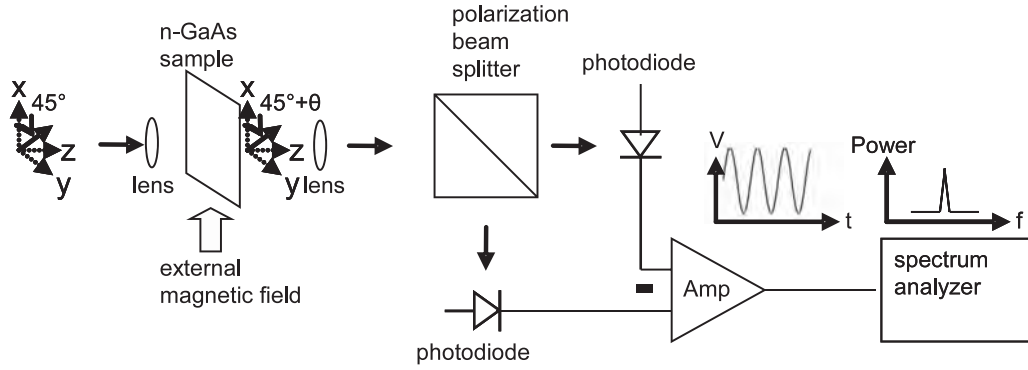 n-GaAs
sample
polarization
beam
splitter
photodiode
x
45°
z
y
lens
x
45°+θ
z
y
lens
external
magnetic field
photodiode
V
t
Power
f
Amp
spectrum
analyzer